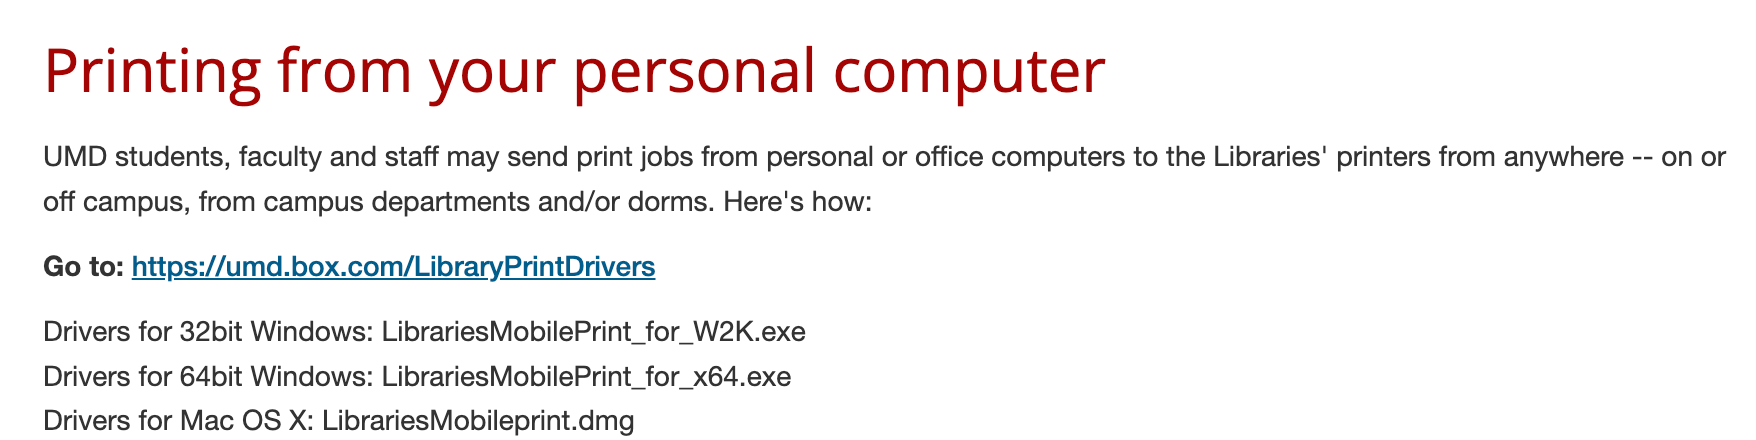 Printing from your personal computer
UMD students, faculty and staff may send print jobs from personal or office computers to the Libraries' printers from anywhere -- on or
off campus, from campus departments and/or dorms. Here's how:
Go to: https://umd.box.com/LibraryPrintDrivers
Drivers for 32bit Windows: LibrariesMobilePrint_for_W2K.exe
Drivers for 64bit Windows: LibrariesMobilePrint_for_x64.exe
Drivers for Mac OS X: LibrariesMobileprint.dmg